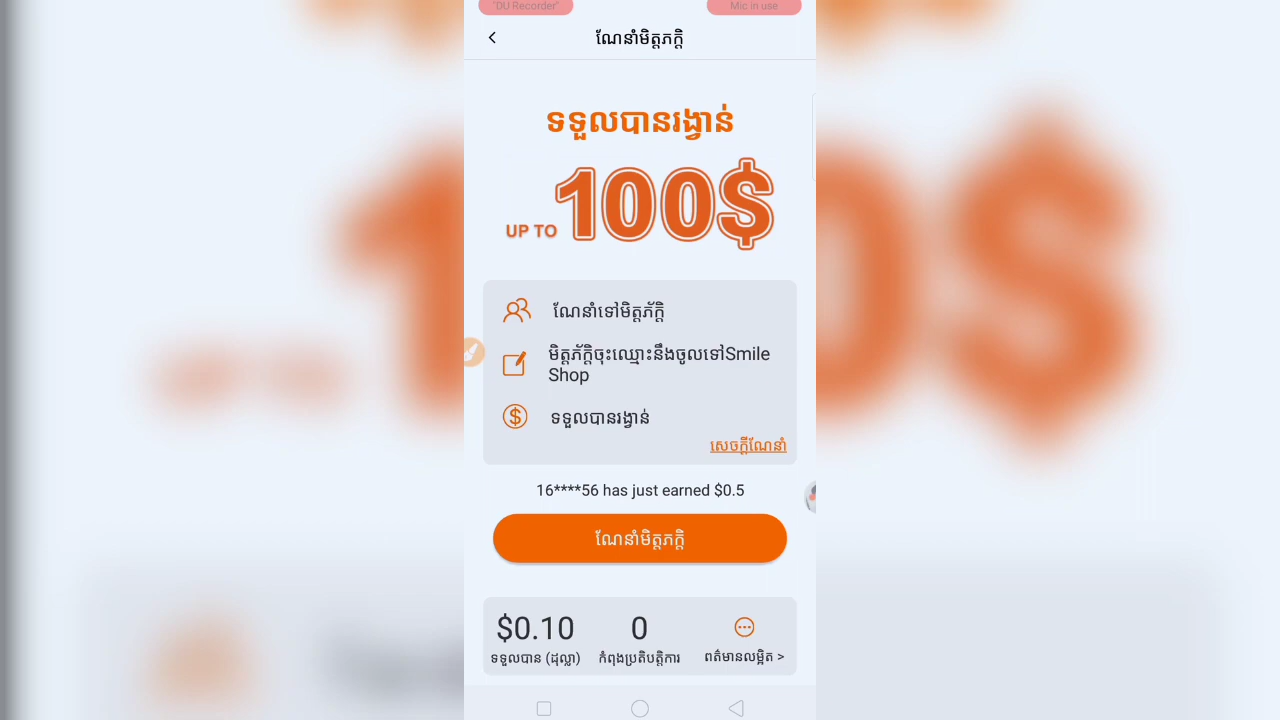 "DU Recorder"
Mic in use
ណែនាំមិត្តភក្តិ
ទទួលបានរង្វាន់
UP TO 100$
ណែនាំទៅមិត្តភ័ក្តិ
មិត្តភ័ក្តិចុះឈ្មោះនឹងចូលទៅSmile
Shop
ទទួលបានរង្វាន់
សេចក្តីណែនាំ
16****56 has just earned $0.5
ណែនាំមិត្តភក្តិ
$0.10
0
ទទួលបាន (ដុល្លា)
កំពុងប្រតិបត្តិការ
ពត៌មានលម្អិត >